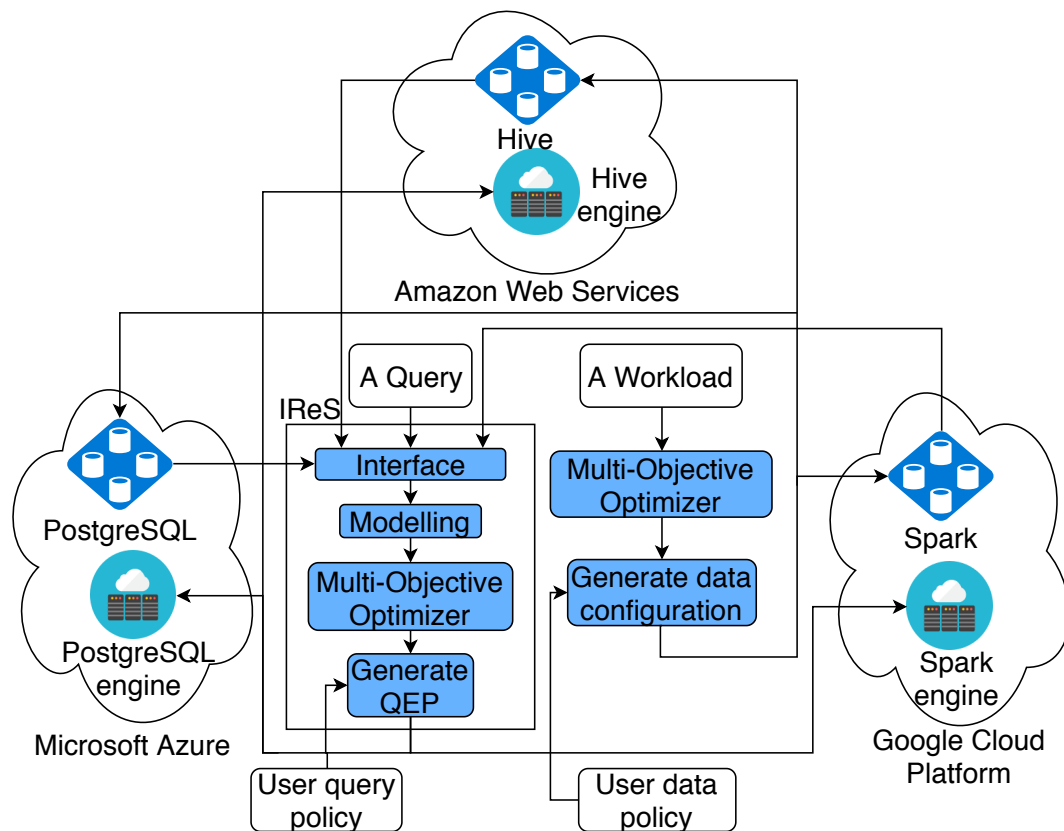 Hive
Hive
engine
Amazon Web Services
A Query
A Workload
IReS
Interface
Multi-Objective
Optimizer
Modelling
PostgreSQL
Spark
Multi-Objective
Optimizer
Generate data
configuration
PostgreSQL
engine
Generate
QEP
Spark
engine
Microsoft Azure
Google Cloud
Platform
User query
policy
User data
policy